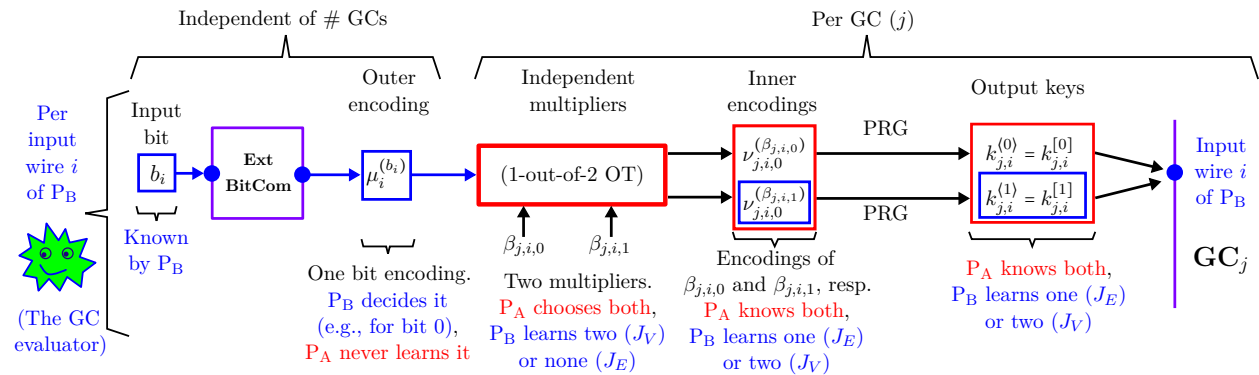 Independent of # GCs
Per GC (j)
Per
input
wire i
of P_B
(The GC
evaluator)
Input
bit
b_i
Known
by P_B
Ext
BitCom
Outer
encoding
μ_i^{(b_i)}
One bit encoding.
P_B decides it
(e.g., for bit 0),
P_A never learns it
Independent
multipliers
(1-out-of-2 OT)
β_{j,i,0} β_{j,i,1}
Two multipliers.
P_A chooses both,
P_B learns two (J_V)
or none (J_E)
Inner
encodings
ν_{j,i,0}^{(β_{j,i,0})}
ν_{j,i,0}^{(β_{j,i,1})}
Encodings of
β_{j,i,0} and β_{j,i,1}, resp.
P_A knows both,
P_B learns one (J_E)
or two (J_V)
PRG
PRG
Output keys
k_{j,i}^{⟨0⟩} = k_{j,i}^{[0]}
k_{j,i}^{⟨1⟩} = k_{j,i}^{[1]}
P_A knows both,
P_B learns one (J_E)
or two (J_V)
Input
wire i
of P_B
GC_j